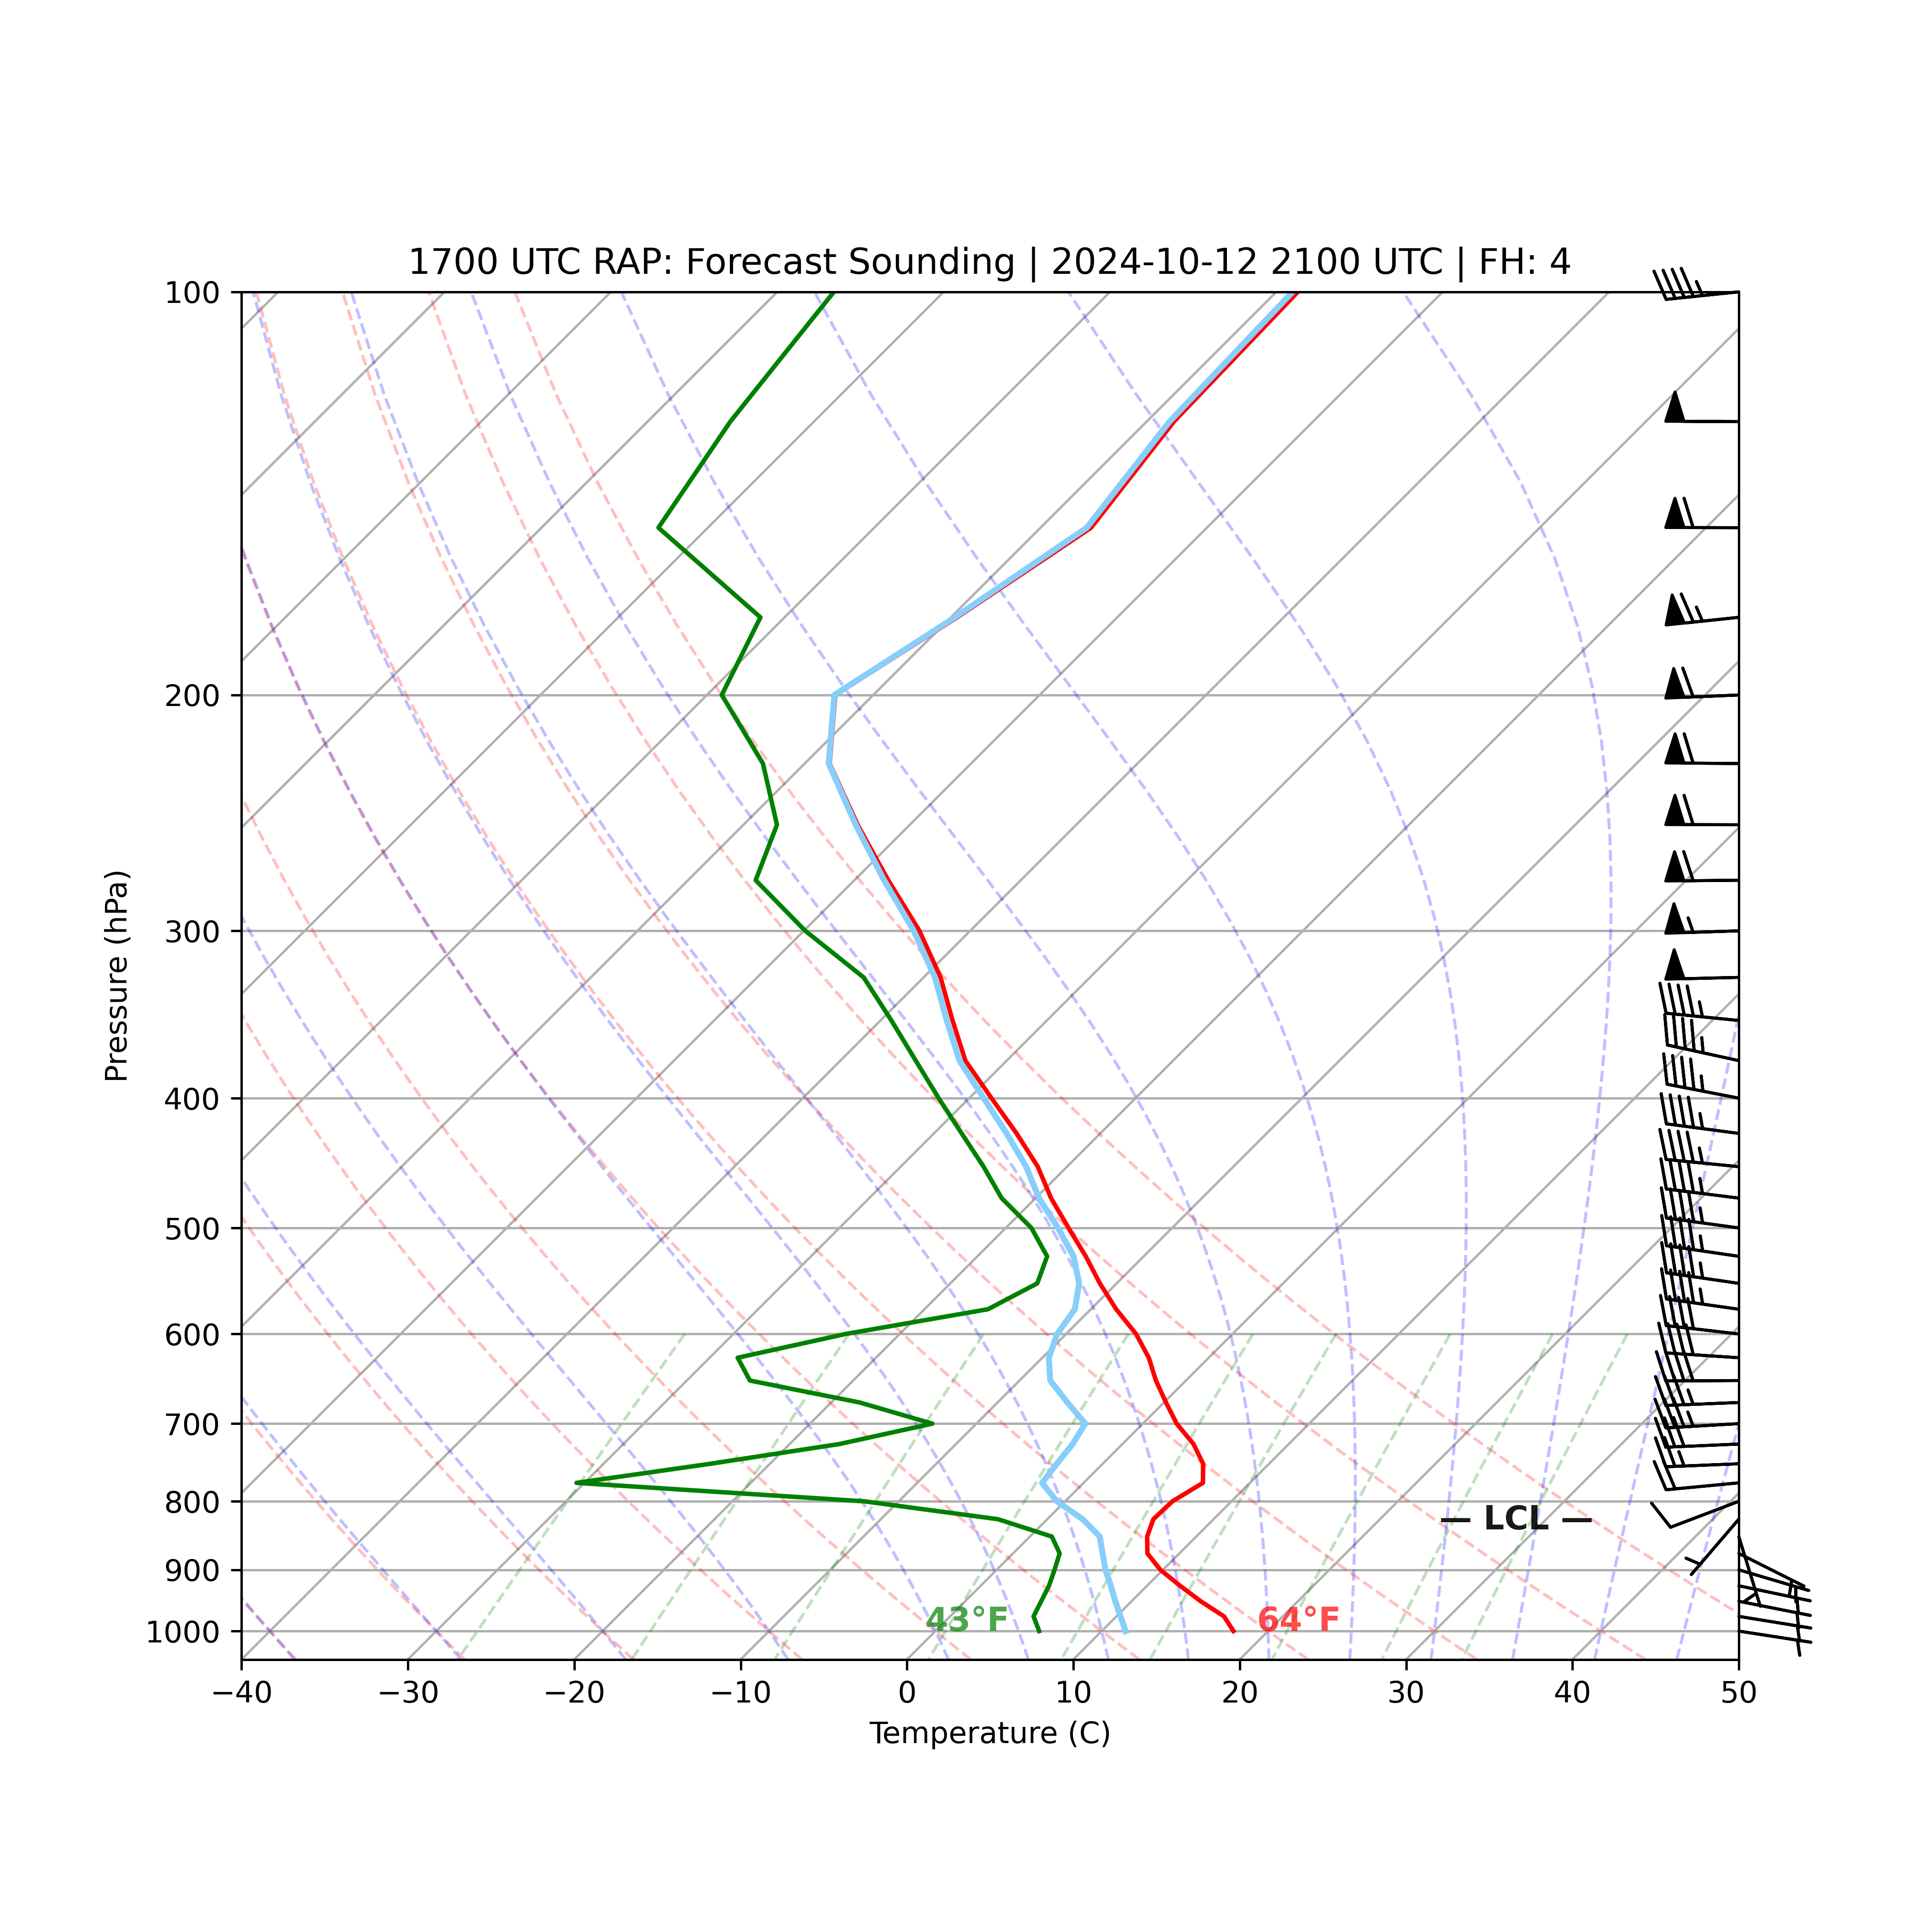 1700 UTC RAP: Forecast Sounding | 2024-10-12 2100 UTC | FH: 4
100
200
300
400
500
600
700
800
900
1000
Pressure (hPa)
— LCL —
43°F
64°F
−40 −30 −20 −10 0 10 20 30 40 50
Temperature (C)